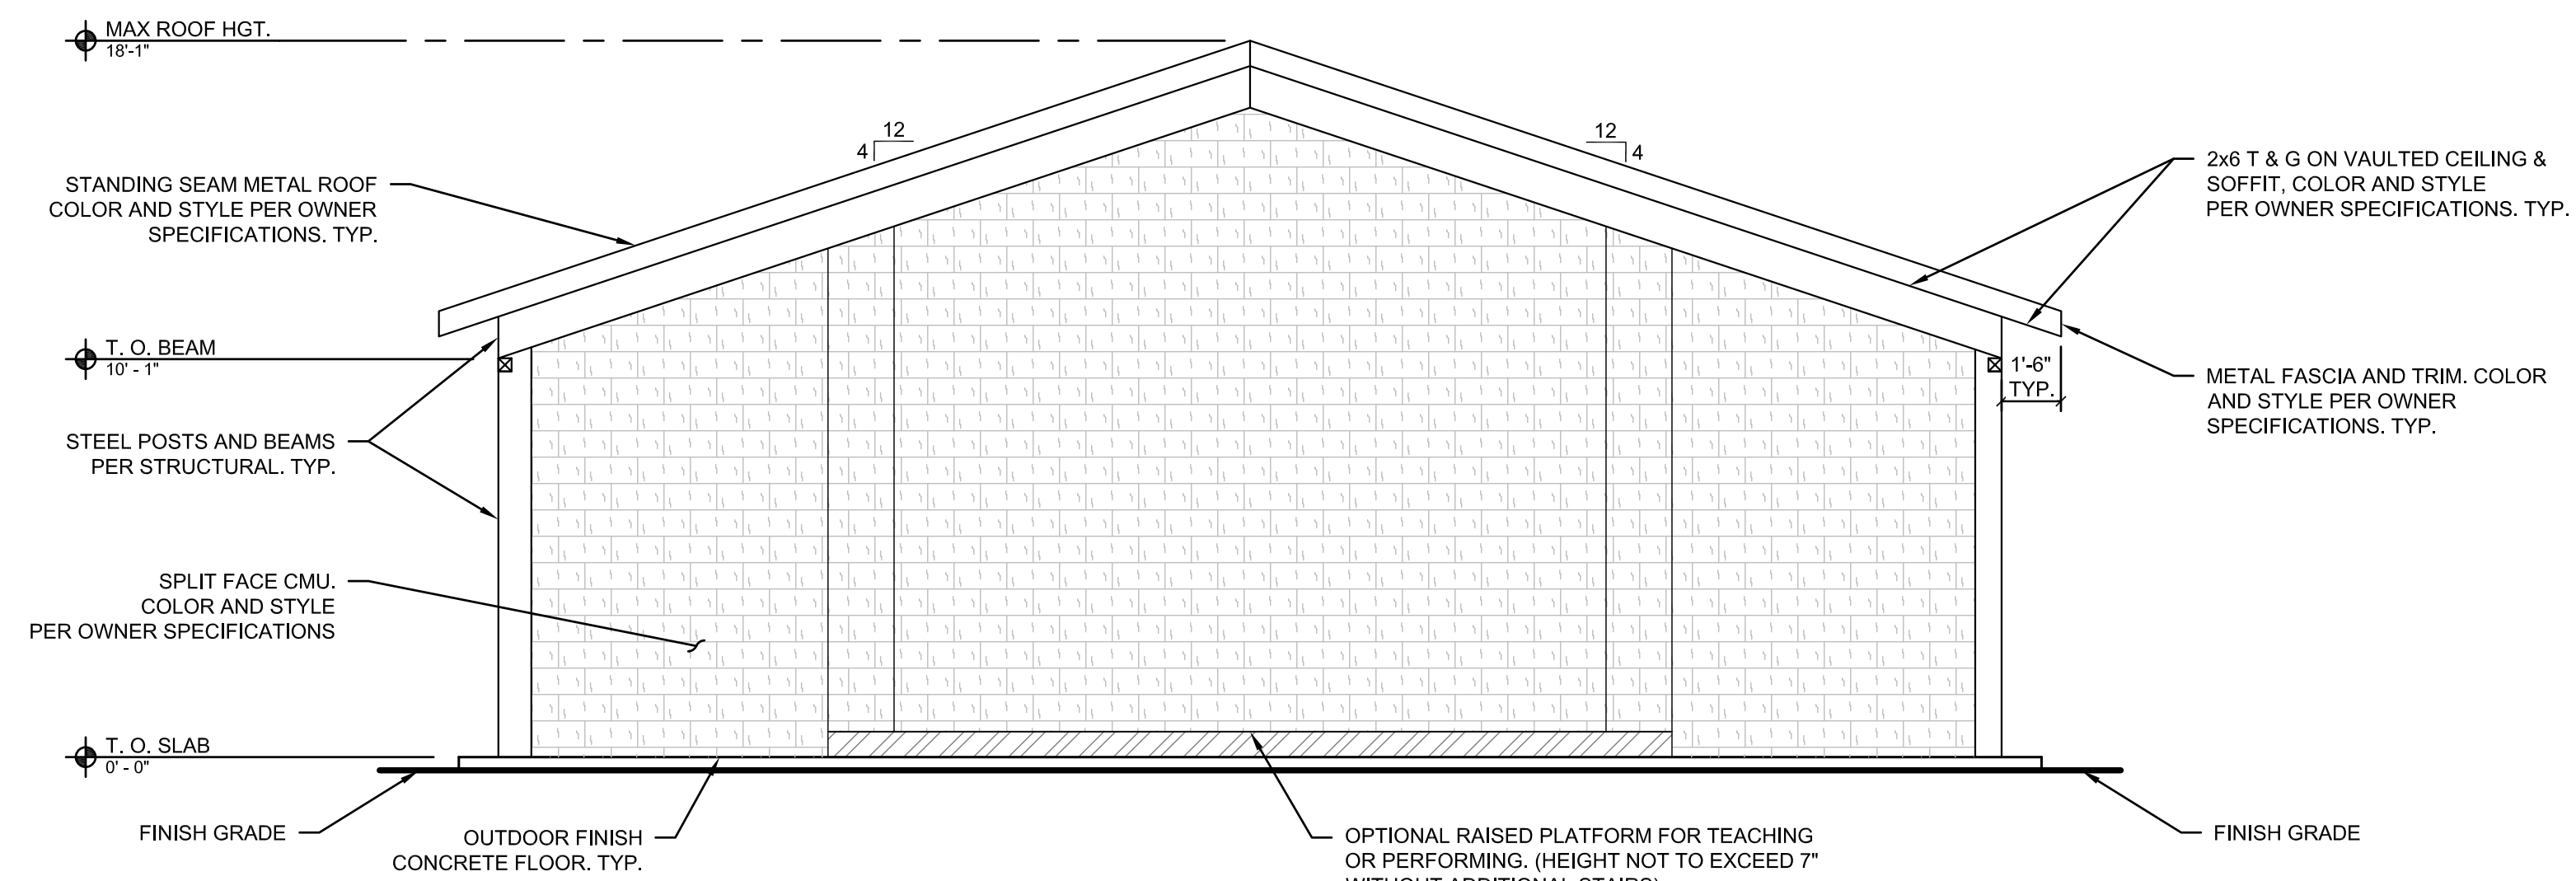 MAX ROOF HGT.
18'-1"
12
4
12
4
STANDING SEAM METAL ROOF
COLOR AND STYLE PER OWNER
SPECIFICATIONS. TYP.
2x6 T & G ON VAULTED CEILING &
SOFFIT, COLOR AND STYLE
PER OWNER SPECIFICATIONS. TYP.
T. O. BEAM
10' - 1"
1'-6"
TYP.
METAL FASCIA AND TRIM. COLOR
AND STYLE PER OWNER
SPECIFICATIONS. TYP.
STEEL POSTS AND BEAMS
PER STRUCTURAL. TYP.
SPLIT FACE CMU.
COLOR AND STYLE
PER OWNER SPECIFICATIONS
T. O. SLAB
0' - 0"
FINISH GRADE
OUTDOOR FINISH
CONCRETE FLOOR. TYP.
OPTIONAL RAISED PLATFORM FOR TEACHING
OR PERFORMING. (HEIGHT NOT TO EXCEED 7"
WITHOUT ADDITIONAL STAIRS)
FINISH GRADE